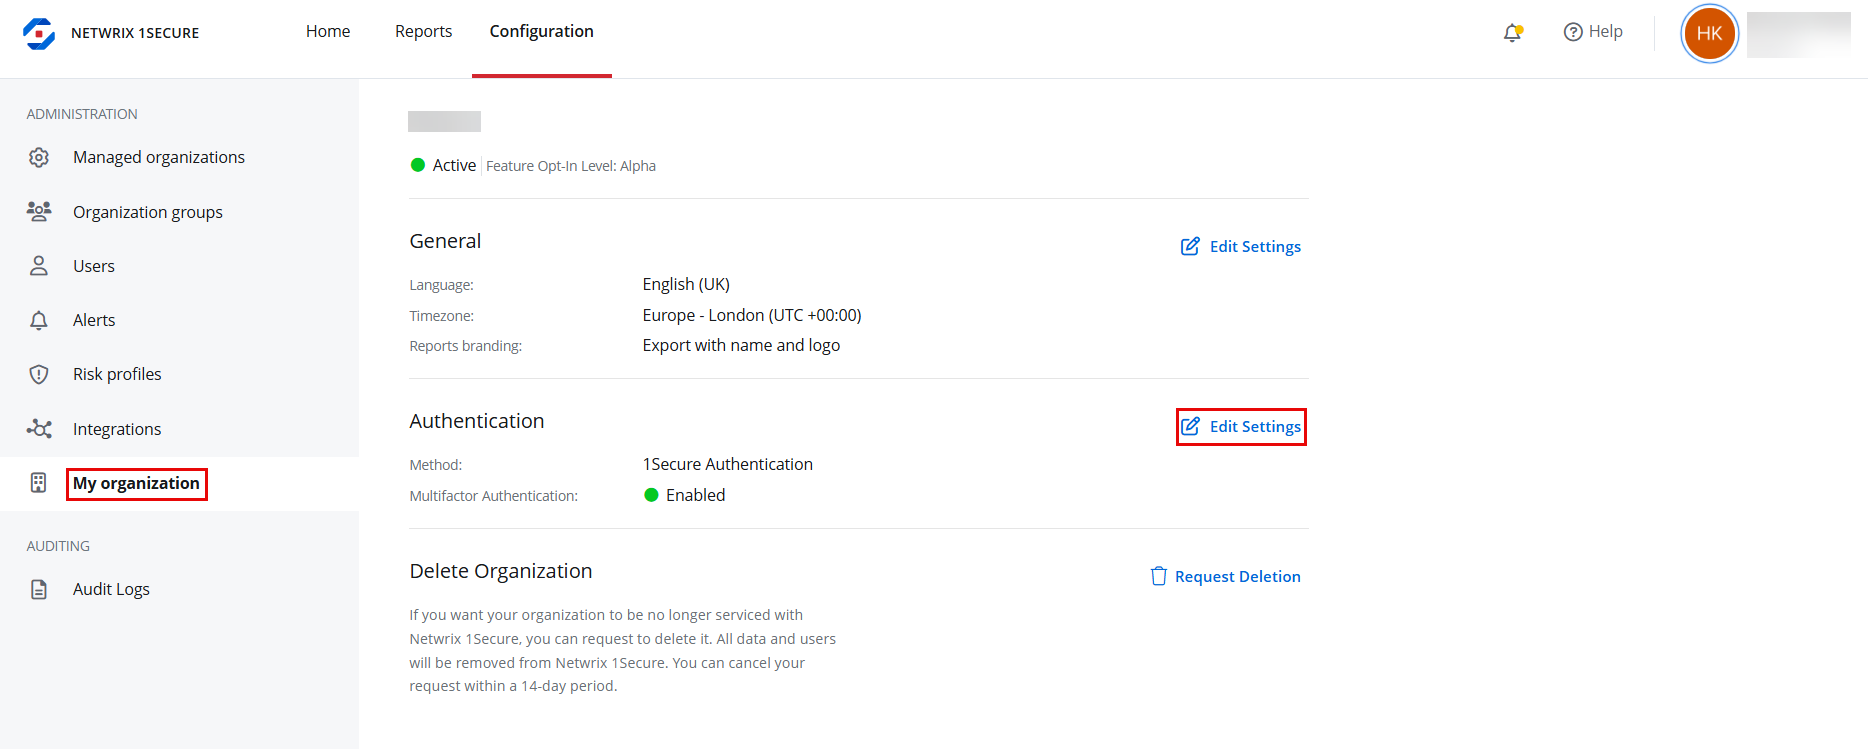 NETWRIX 1SECURE
Home Reports Configuration
Help
HK
ADMINISTRATION
Managed organizations
Organization groups
Users
Alerts
Risk profiles
Integrations
My organization
AUDITING
Audit Logs
Active Feature Opt-In Level: Alpha
General Edit Settings
Language: English (UK)
Timezone: Europe - London (UTC +00:00)
Reports branding: Export with name and logo
Authentication Edit Settings
Method: 1Secure Authentication
Multifactor Authentication: Enabled
Delete Organization Request Deletion
If you want your organization to be no longer serviced with
Netwrix 1Secure, you can request to delete it. All data and users
will be removed from Netwrix 1Secure. You can cancel your
request within a 14-day period.